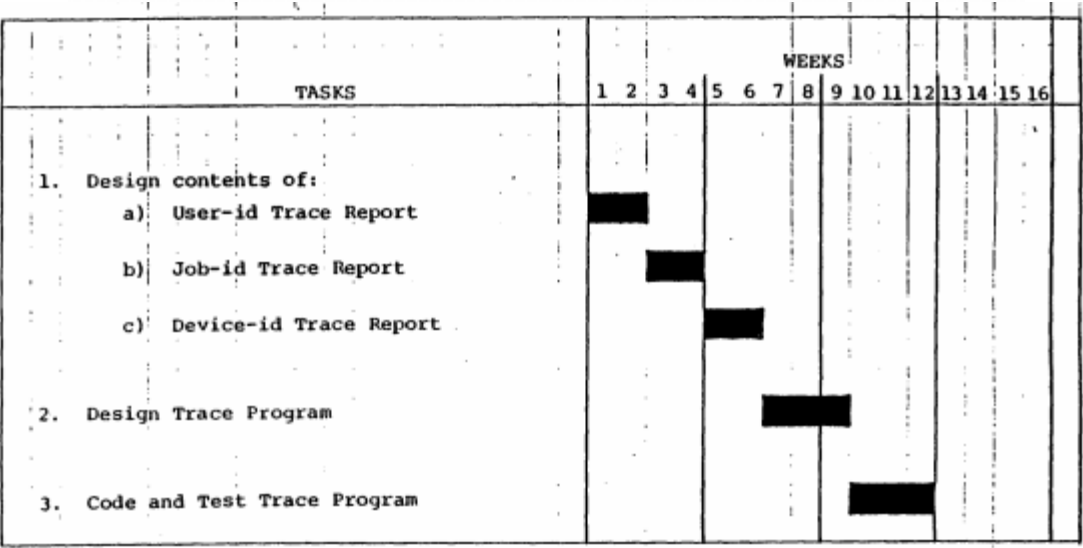 WEEKS
TASKS 1 2 3 4 5 6 7 8 9 10 11 12 13 14 15 16
1. Design contents of:
a) User-id Trace Report
b) Job-id Trace Report
c) Device-id Trace Report
2. Design Trace Program
3. Code and Test Trace Program